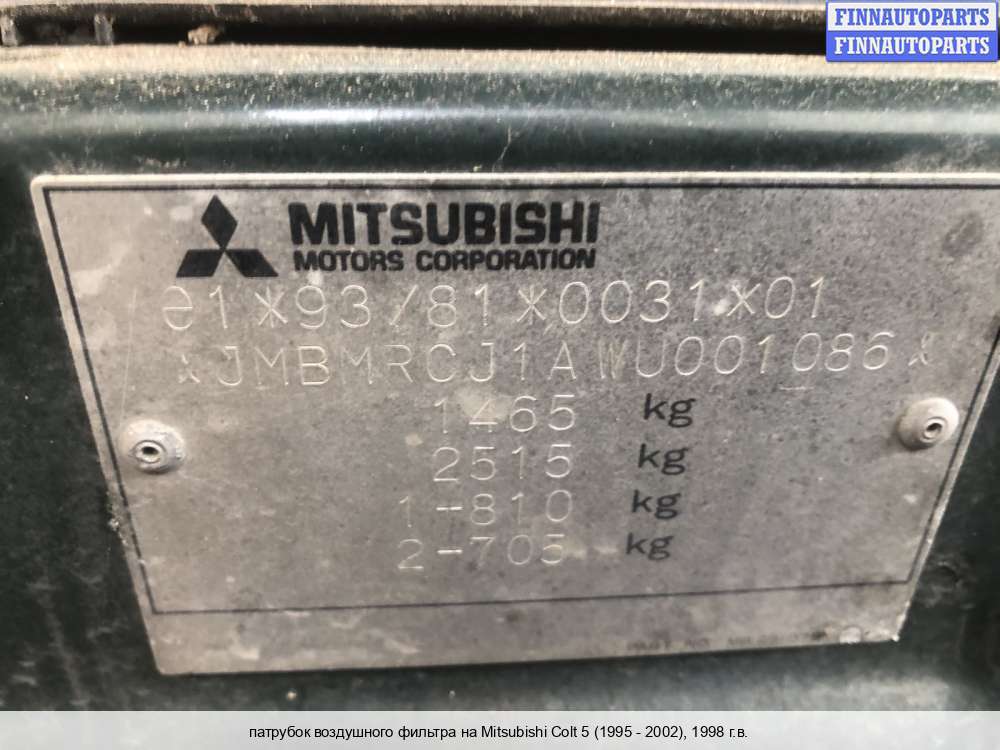 FINNAUTOPARTS
FINNAUTOPARTS
MITSUBISHI
MOTORS CORPORATION
e1*93/81*0031*01
*JMBMRCJ1AWU001086*
1465 kg
2515 kg
1-810 kg
2-705 kg
патрубок воздушного фильтра на Mitsubishi Colt 5 (1995 - 2002), 1998 г.в.